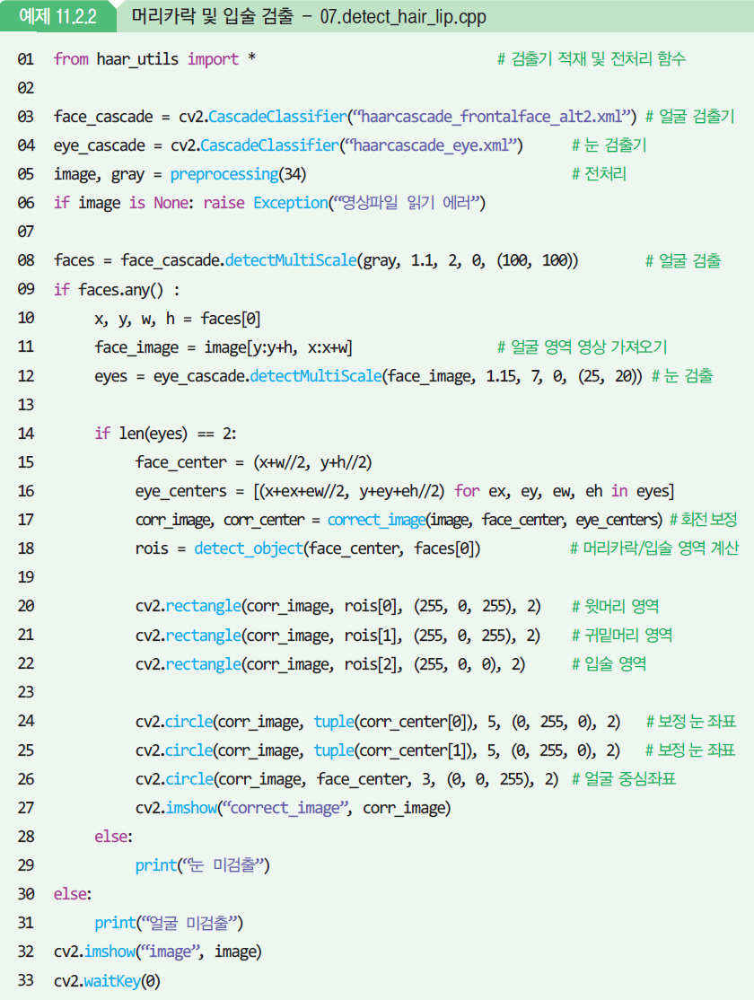 예제 11.2.2 머리카락 및 입술 검출 - 07.detect_hair_lip.cpp
01 from haar_utils import * # 검출기 적재 및 전처리 함수
02
03 face_cascade = cv2.CascadeClassifier(“haarcascade_frontalface_alt2.xml”) # 얼굴 검출기
04 eye_cascade = cv2.CascadeClassifier(“haarcascade_eye.xml”) # 눈 검출기
05 image, gray = preprocessing(34) # 전처리
06 if image is None: raise Exception(“영상파일 읽기 에러”)
07
08 faces = face_cascade.detectMultiScale(gray, 1.1, 2, 0, (100, 100)) # 얼굴 검출
09 if faces.any() :
10 x, y, w, h = faces[0]
11 face_image = image[y:y+h, x:x+w] # 얼굴 영역 영상 가져오기
12 eyes = eye_cascade.detectMultiScale(face_image, 1.15, 7, 0, (25, 20)) # 눈 검출
13
14 if len(eyes) == 2:
15 face_center = (x+w//2, y+h//2)
16 eye_centers = [(x+ex+ew//2, y+ey+eh//2) for ex, ey, ew, eh in eyes]
17 corr_image, corr_center = correct_image(image, face_center, eye_centers) # 회전 보정
18 rois = detect_object(face_center, faces[0]) # 머리카락/입술 영역 계산
19
20 cv2.rectangle(corr_image, rois[0], (255, 0, 255), 2) # 윗머리 영역
21 cv2.rectangle(corr_image, rois[1], (255, 0, 255), 2) # 귀밑머리 영역
22 cv2.rectangle(corr_image, rois[2], (255, 0, 0), 2) # 입술 영역
23
24 cv2.circle(corr_image, tuple(corr_center[0]), 5, (0, 255, 0), 2) # 보정 눈 좌표
25 cv2.circle(corr_image, tuple(corr_center[1]), 5, (0, 255, 0), 2) # 보정 눈 좌표
26 cv2.circle(corr_image, face_center, 3, (0, 0, 255), 2) # 얼굴 중심좌표
27 cv2.imshow(“correct_image”, corr_image)
28 else:
29 print(“눈 미검출”)
30 else:
31 print(“얼굴 미검출”)
32 cv2.imshow(“image”, image)
33 cv2.waitKey(0)